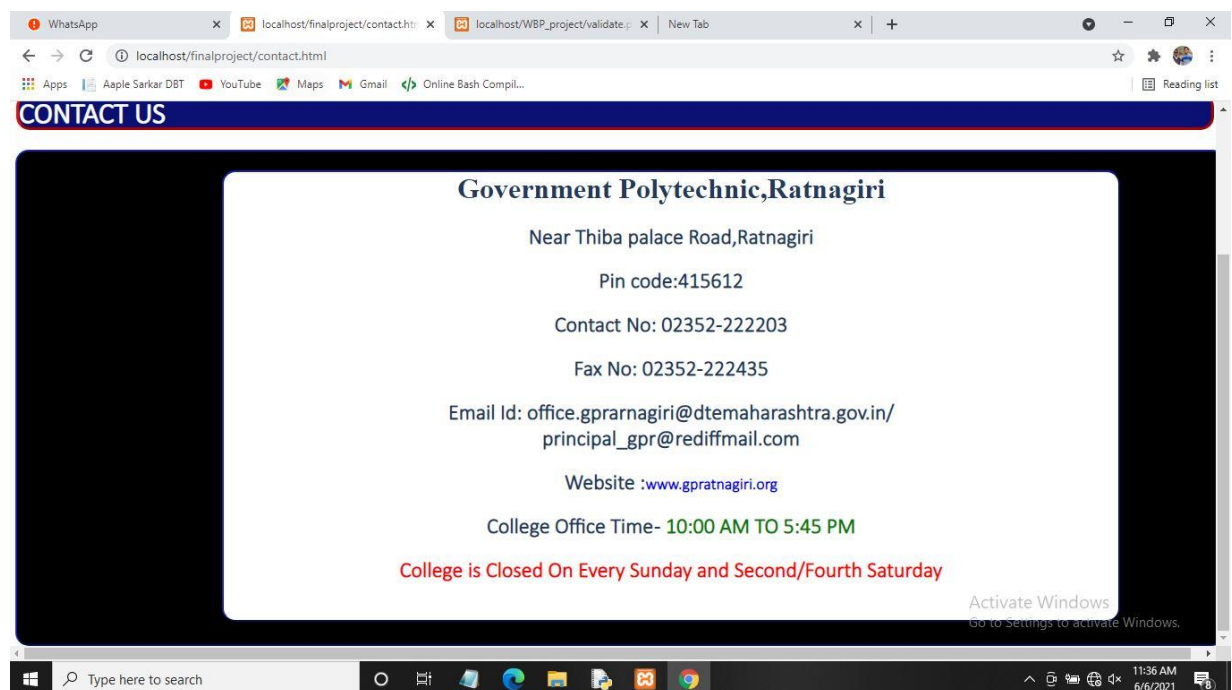 WhatsApp
localhost/finalproject/contact.ht
localhost/WBP_project/validate.p
New Tab
localhost/finalproject/contact.html
Apps
Aaple Sarkar DBT
YouTube
Maps
Gmail
Online Bash Compil...
Reading list
CONTACT US
Government Polytechnic,Ratnagiri
Near Thiba palace Road,Ratnagiri
Pin code:415612
Contact No: 02352-222203
Fax No: 02352-222435
Email Id: office.gprarnagiri@dtemaharashtra.gov.in/
principal_gpr@rediffmail.com
Website :www.gpratnagiri.org
College Office Time- 10:00 AM TO 5:45 PM
College is Closed On Every Sunday and Second/Fourth Saturday
Activate Windows
Go to Settings to activate Windows.
Type here to search
11:36 AM
6/6/2021
8